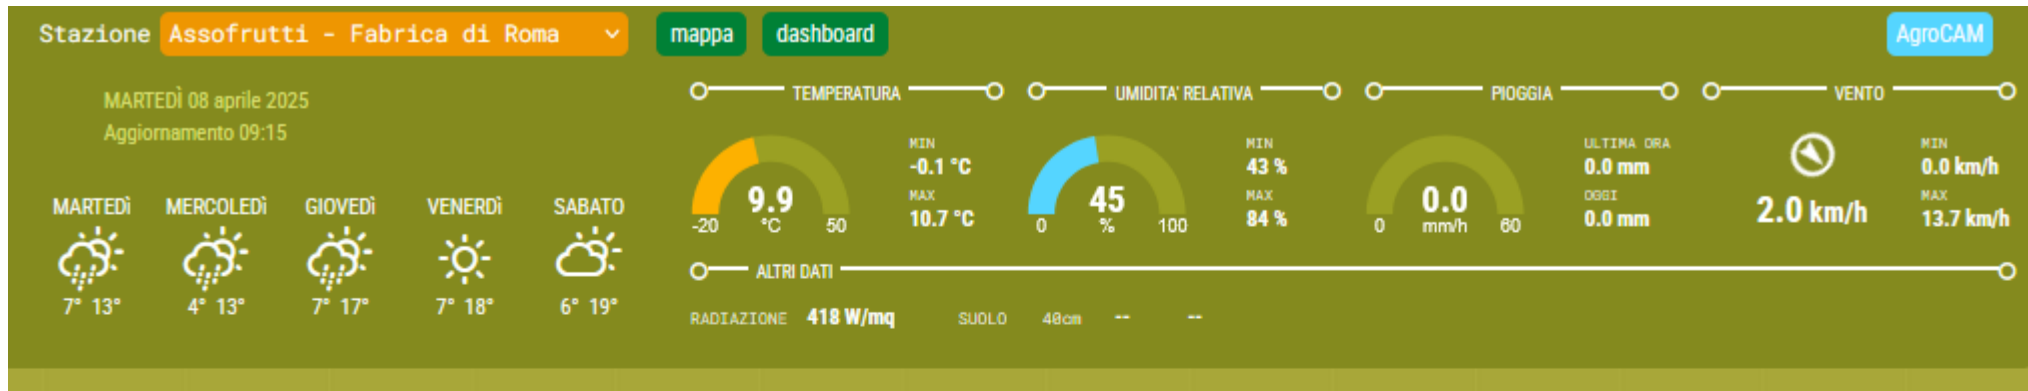 Stazione Assofrutti - Fabrica di Roma mappa dashboard AgroCAM
MARTEDÌ 08 aprile 2025
Aggiornamento 09:15
MARTEDÌ MERCOLEDÌ GIOVEDÌ VENERDÌ SABATO
7° 13° 4° 13° 7° 17° 7° 18° 6° 19°
TEMPERATURA
9.9
°C
-20 50
MIN
-0.1 °C
MAX
10.7 °C
UMIDITA' RELATIVA
45
%
0 100
MIN
43 %
MAX
84 %
PIOGGIA
0.0
mm/h
0 60
ULTIMA ORA
0.0 mm
OGGI
0.0 mm
VENTO
2.0 km/h
MIN
0.0 km/h
MAX
13.7 km/h
ALTRI DATI
RADIAZIONE 418 W/mq SUOLO 40cm -- --